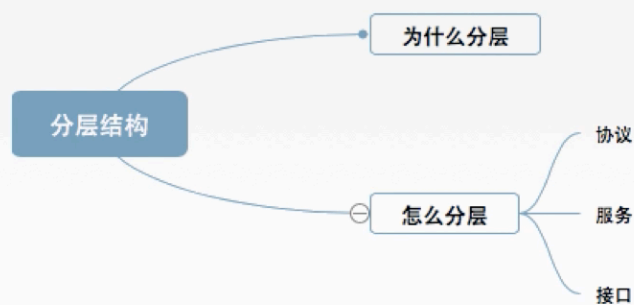 为什么分层
分层结构
协议
怎么分层
服务
接口